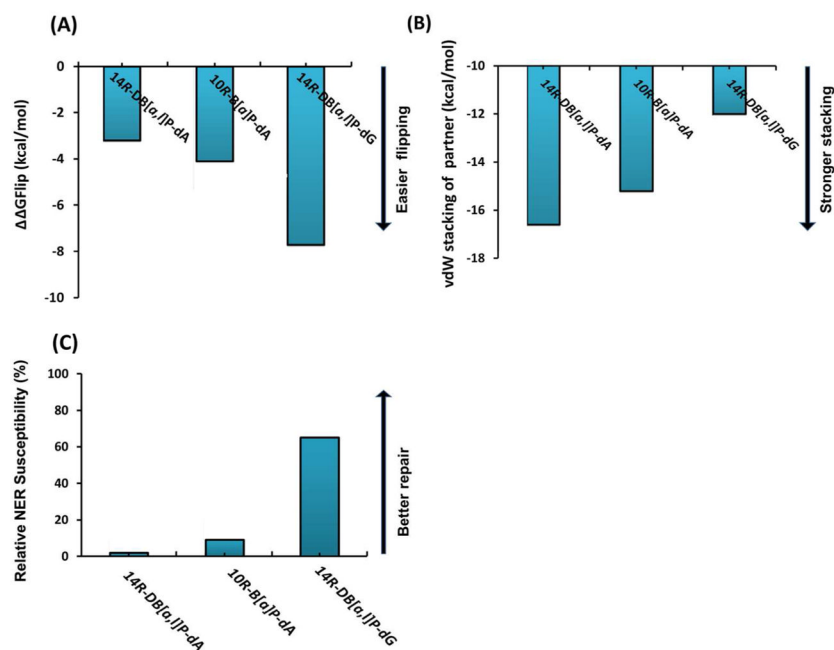 (A)
0
-2
-4
-6
-8
-10
ΔΔGFlip (kcal/mol)
14R-DB[a,l]P-dA
10R-B[a]P-dA
14R-DB[a,l]P-dG
Easier flipping
(B)
-10
-12
-14
-16
-18
vdW stacking of partner (kcal/mol)
14R-DB[a,l]P-dA
10R-B[a]P-dA
14R-DB[a,l]P-dG
Stronger stacking
(C)
100
80
60
40
20
0
Relative NER Susceptibility (%)
14R-DB[a,l]P-dA
10R-B[a]P-dA
14R-DB[a,l]P-dG
Better repair